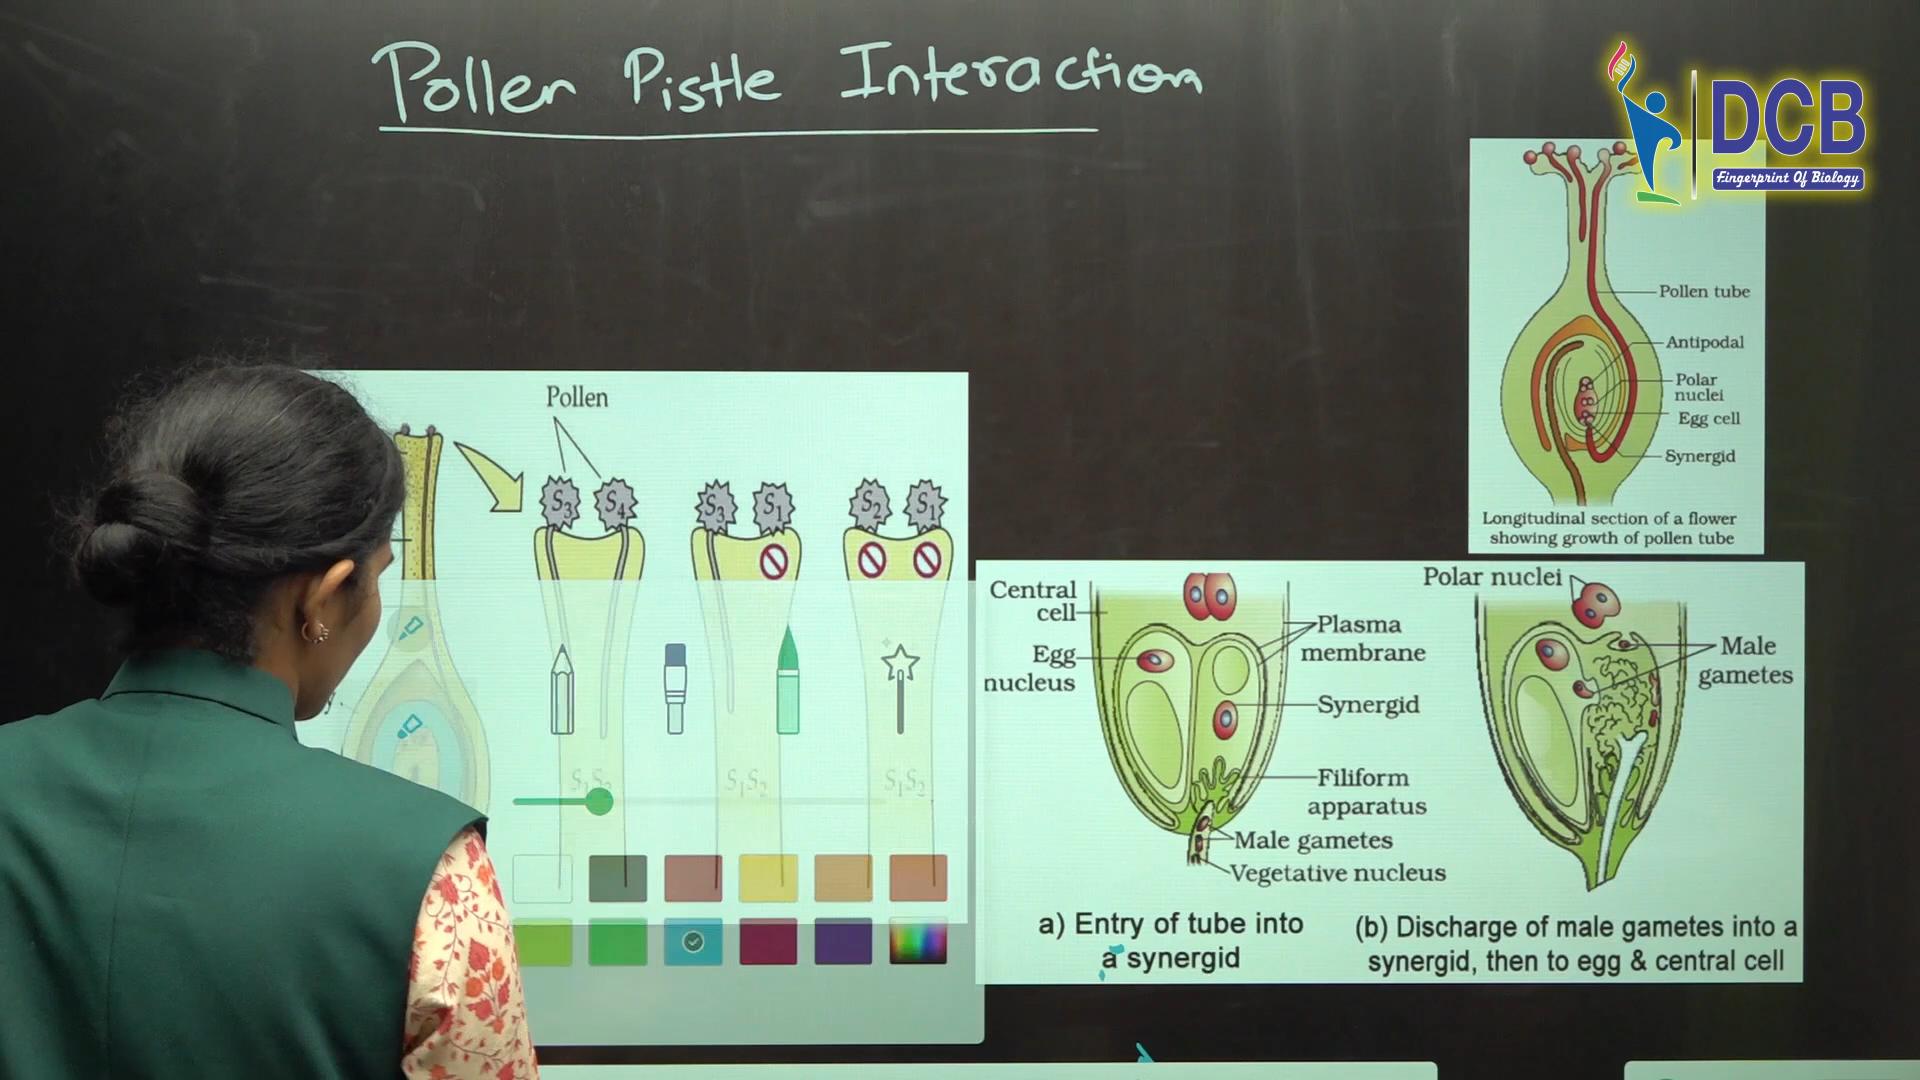 Pollen Pistle Interaction
DCB
Fingerprint Of Biology
Pollen tube
Antipodal
Polar
nuclei
Egg cell
Synergid
Longitudinal section of a flower
showing growth of pollen tube
Pollen
S3 S4 S3 S1 S2 S1
S1S2 S1S2
Central
cell
Egg
nucleus
Plasma
membrane
Synergid
Filiform
apparatus
Male gametes
Vegetative nucleus
a) Entry of tube into
a synergid
Polar nuclei
Male
gametes
(b) Discharge of male gametes into a
synergid, then to egg & central cell